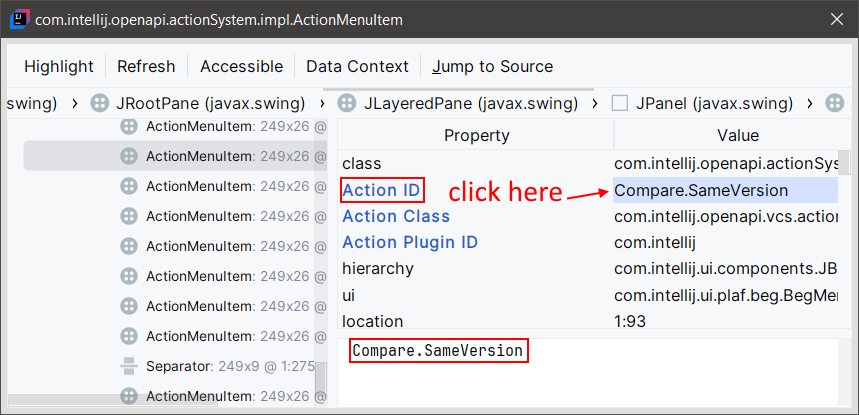 com.intellij.openapi.actionSystem.impl.ActionMenuItem
Highlight Refresh Accessible Data Context Jump to Source
swing) JRootPane (javax.swing) JLayeredPane (javax.swing) JPanel (javax.swing)
ActionMenuItem: 249x26 @
ActionMenuItem: 249x26 @
ActionMenuItem: 249x26 @
ActionMenuItem: 249x26 @
ActionMenuItem: 249x26 @
ActionMenuItem: 249x26 @
ActionMenuItem: 249x26 @
ActionMenuItem: 249x26 @
Separator: 249x9 @ 1:275
ActionMenuItem: 249x26 @
Property Value
class com.intellij.openapi.actionSys
Action ID click here Compare.SameVersion
Action Class com.intellij.openapi.vcs.action
Action Plugin ID com.intellij
hierarchy com.intellij.ui.components.JB
ui com.intellij.ui.plaf.beg.BegMe
location 1:93
Compare.SameVersion